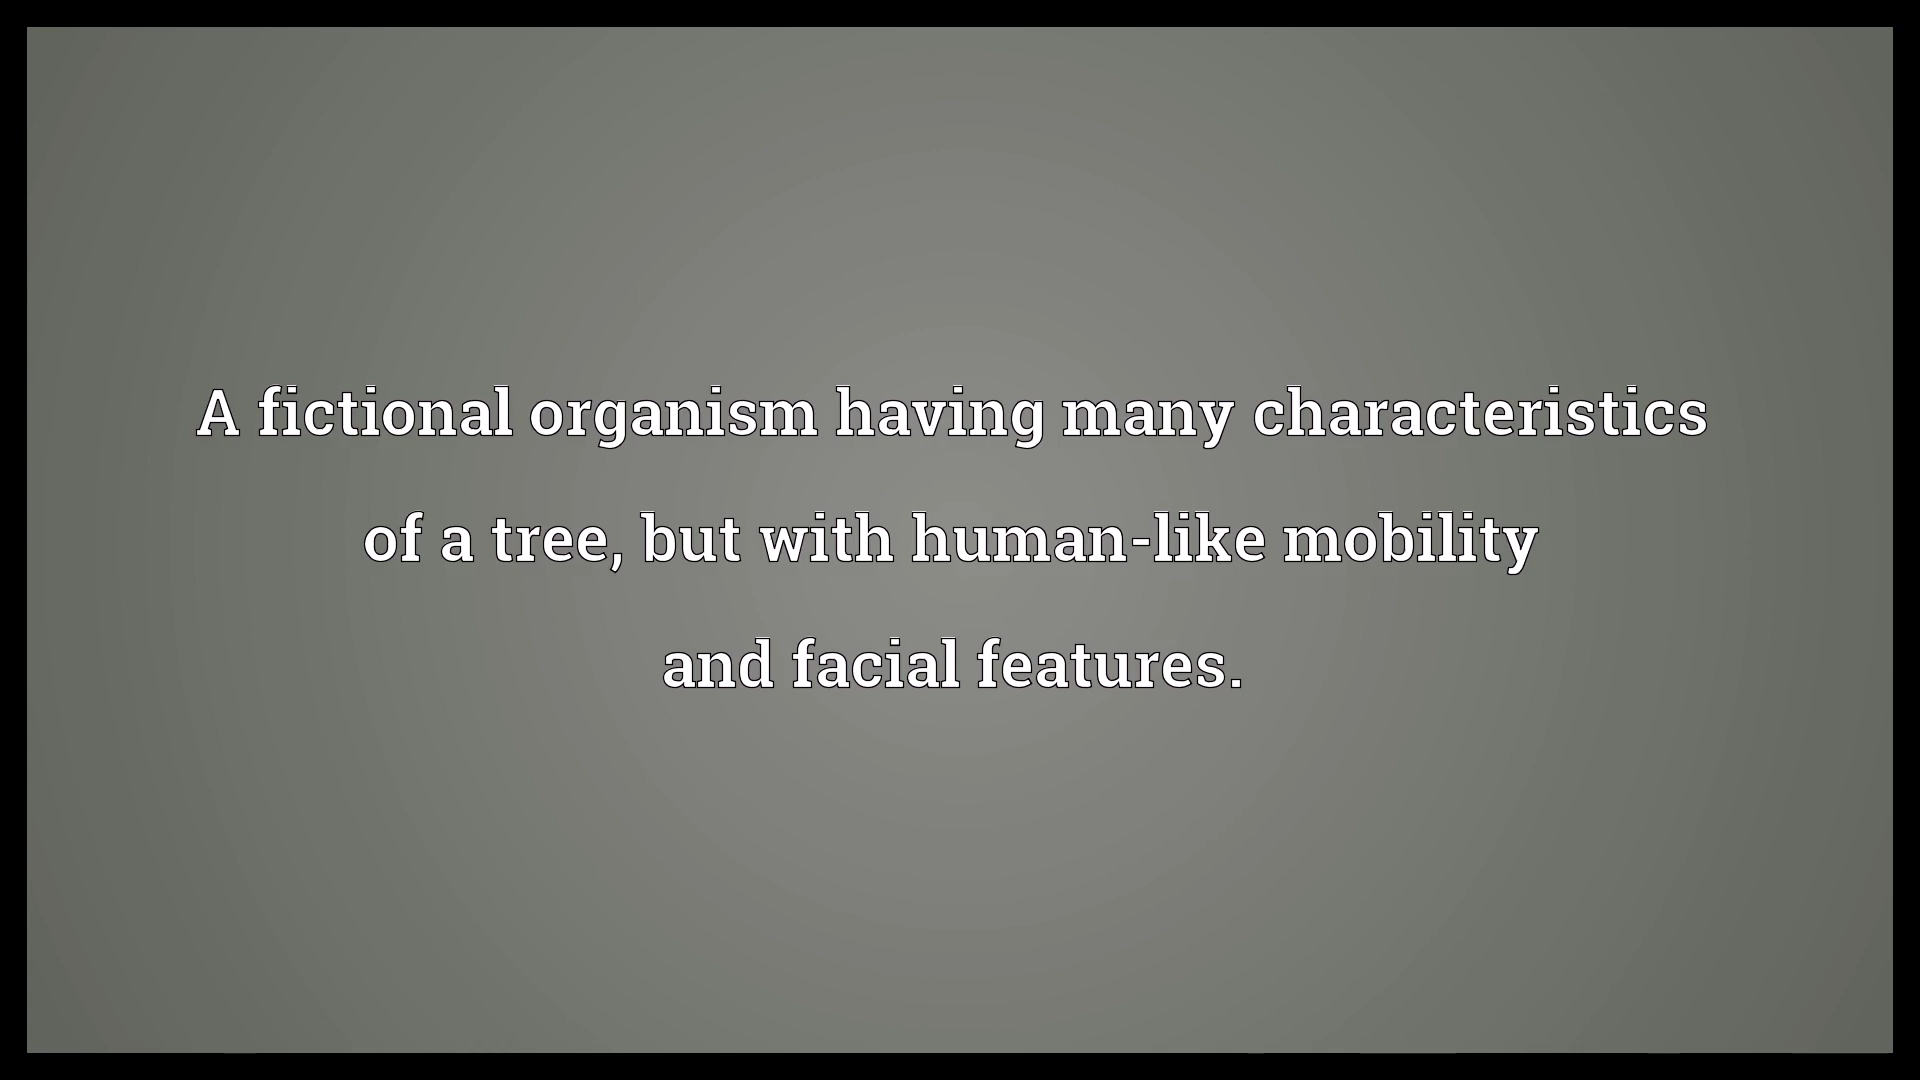 A fictional organism having many characteristics
of a tree, but with human-like mobility
and facial features.